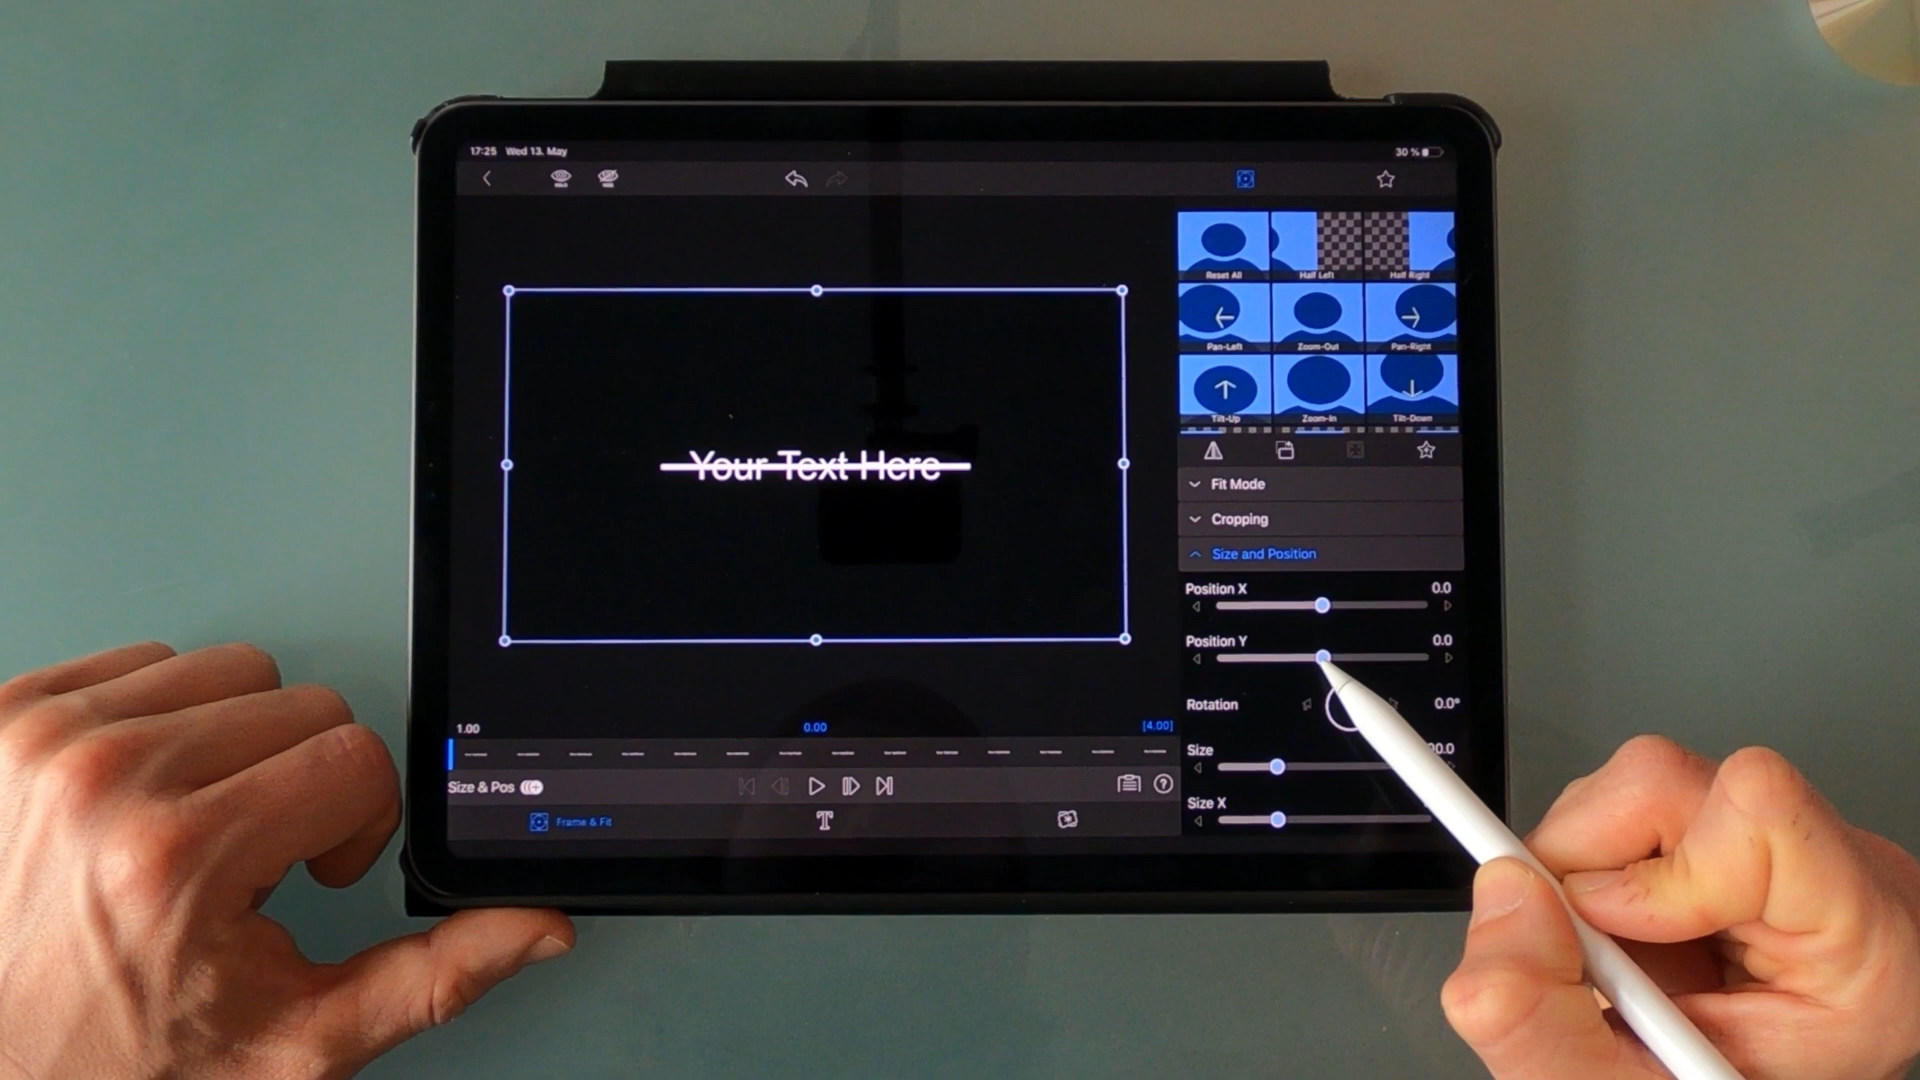 17:25 Wed 13. May
30 %
Reset All Half Left Half Right
Pan-Left Zoom-Out Pan-Right
Tilt-Up Zoom-In Tilt-Down
Your Text Here
Fit Mode
Cropping
Size and Position
Position X 0.0
Position Y 0.0
Rotation 0.0°
1.00 0.00 [4.00]
Size
Size & Pos
Size X
Frame & Fit